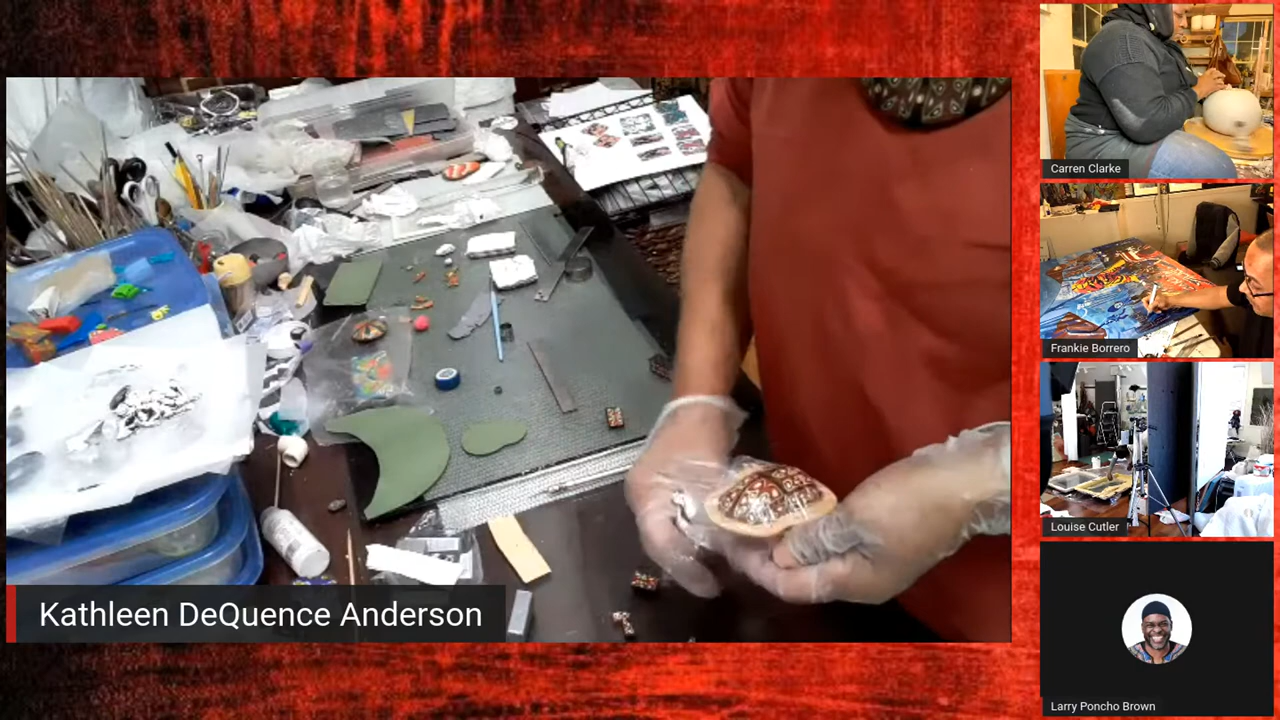 Kathleen DeQuence Anderson
Carren Clarke
Frankie Borrero
Louise Cutler
Larry Poncho Brown